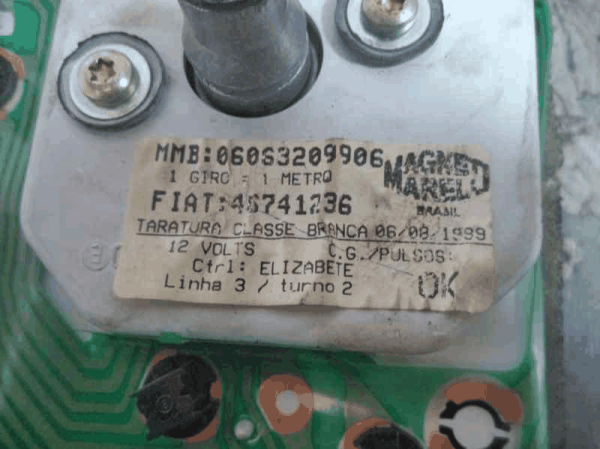 MMB:06063209906
1 GIRO = 1 METRO
MAGNETI MARELLI
BRASIL
FIAT:46741236
TARATURA CLASSE BRANCA 06/08/1999
12 VOLTS C.G./PULSOS:
Ctrl: ELIZABETE
Linha 3 / turno 2
OK